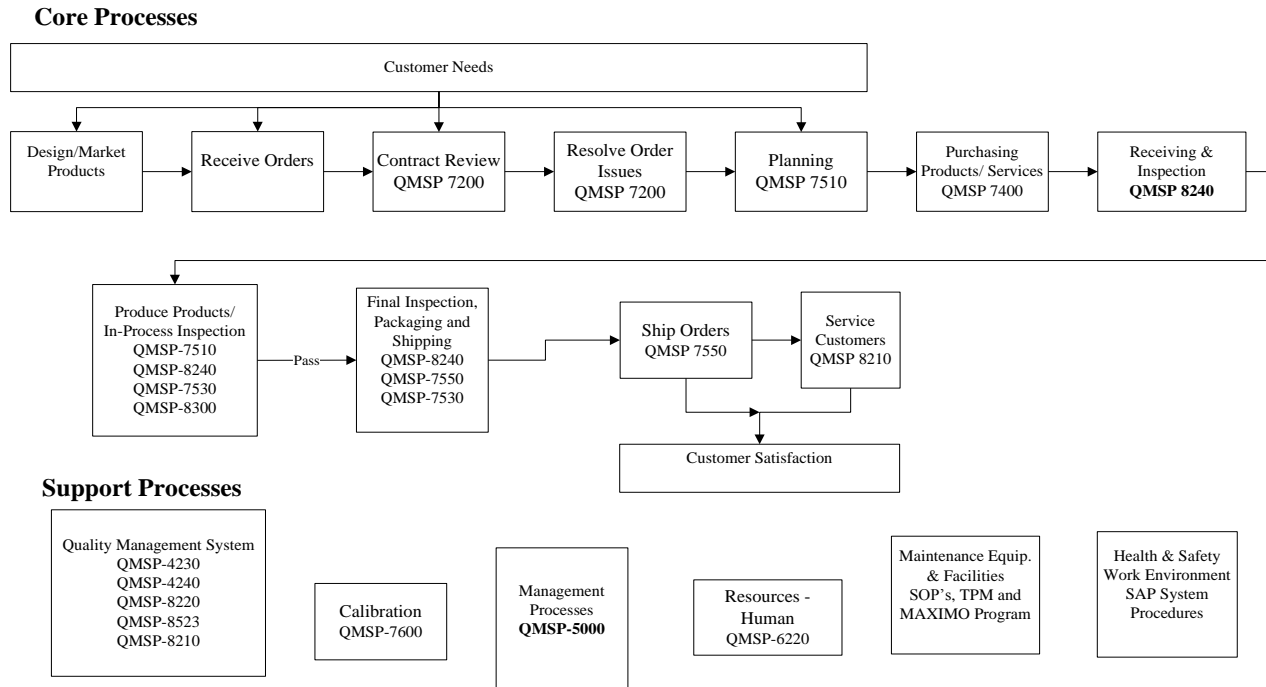 Core Processes
Customer Needs
Design/Market
Products
Receive Orders
Contract Review
QMSP 7200
Resolve Order
Issues
QMSP 7200
Planning
QMSP 7510
Purchasing
Products/ Services
QMSP 7400
Receiving &
Inspection
QMSP 8240
Produce Products/
In-Process Inspection
QMSP-7510
QMSP-8240
QMSP-7530
QMSP-8300
Pass
Final Inspection,
Packaging and
Shipping
QMSP-8240
QMSP-7550
QMSP-7530
Ship Orders
QMSP 7550
Service
Customers
QMSP 8210
Customer Satisfaction
Support Processes
Quality Management System
QMSP-4230
QMSP-4240
QMSP-8220
QMSP-8523
QMSP-8210
Calibration
QMSP-7600
Management
Processes
QMSP-5000
Resources -
Human
QMSP-6220
Maintenance Equip.
& Facilities
SOP's, TPM and
MAXIMO Program
Health & Safety
Work Environment
SAP System
Procedures